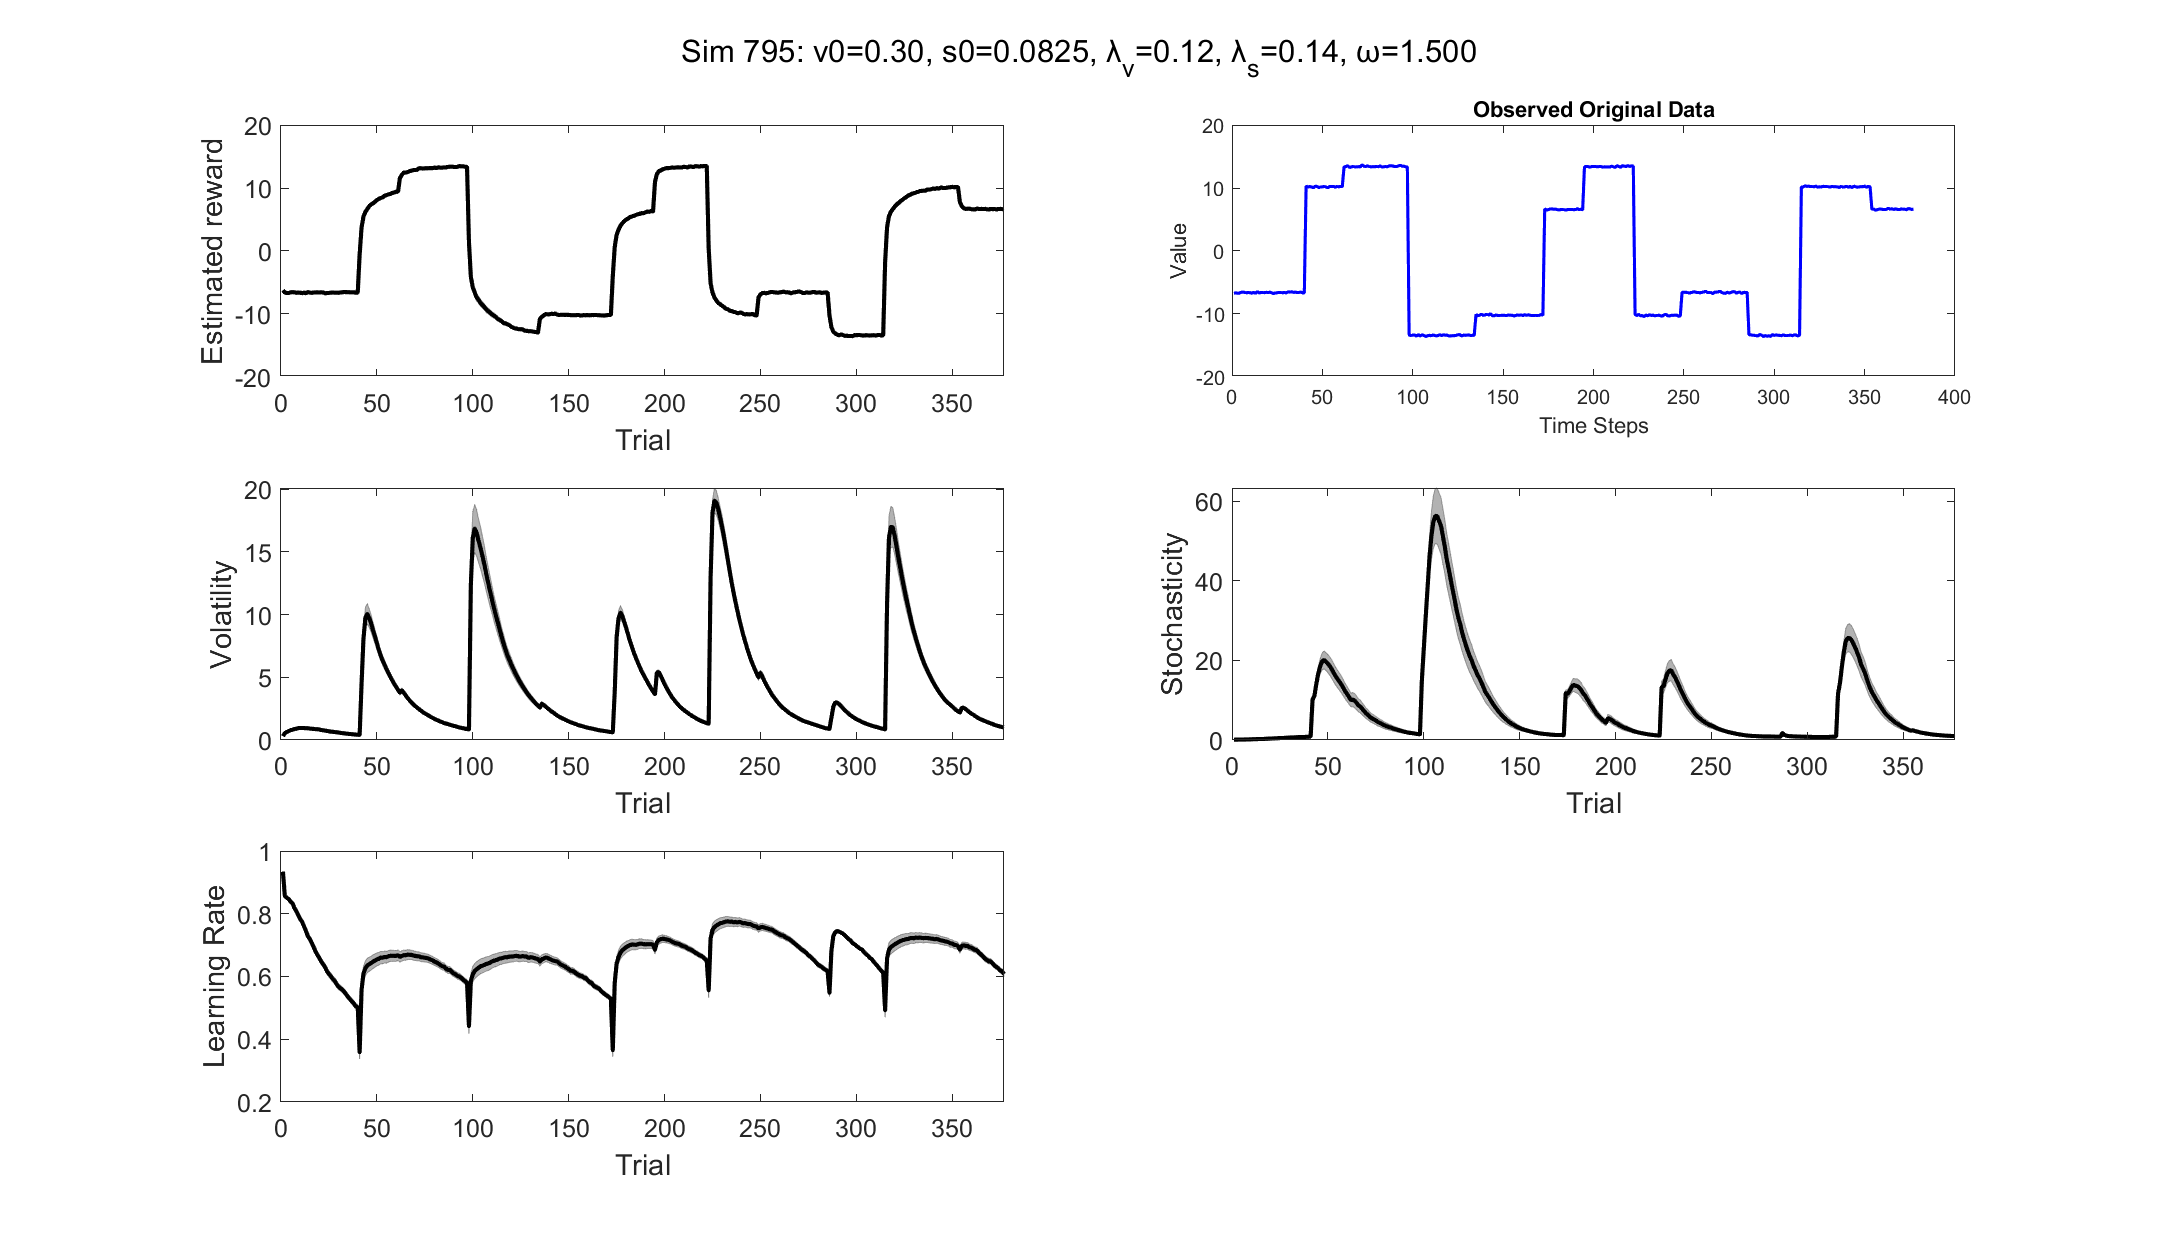 Sim 795: v0=0.30, s0=0.0825, λv=0.12, λs=0.14, ω=1.500
20
10
0
-10
-20
Estimated reward
0 50 100 150 200 250 300 350
Trial
Observed Original Data
20
10
0
-10
-20
Value
0 50 100 150 200 250 300 350 400
Time Steps
20
15
10
5
0
Volatility
0 50 100 150 200 250 300 350
Trial
60
40
20
0
Stochasticity
0 50 100 150 200 250 300 350
Trial
1
0.8
0.6
0.4
0.2
Learning Rate
0 50 100 150 200 250 300 350
Trial